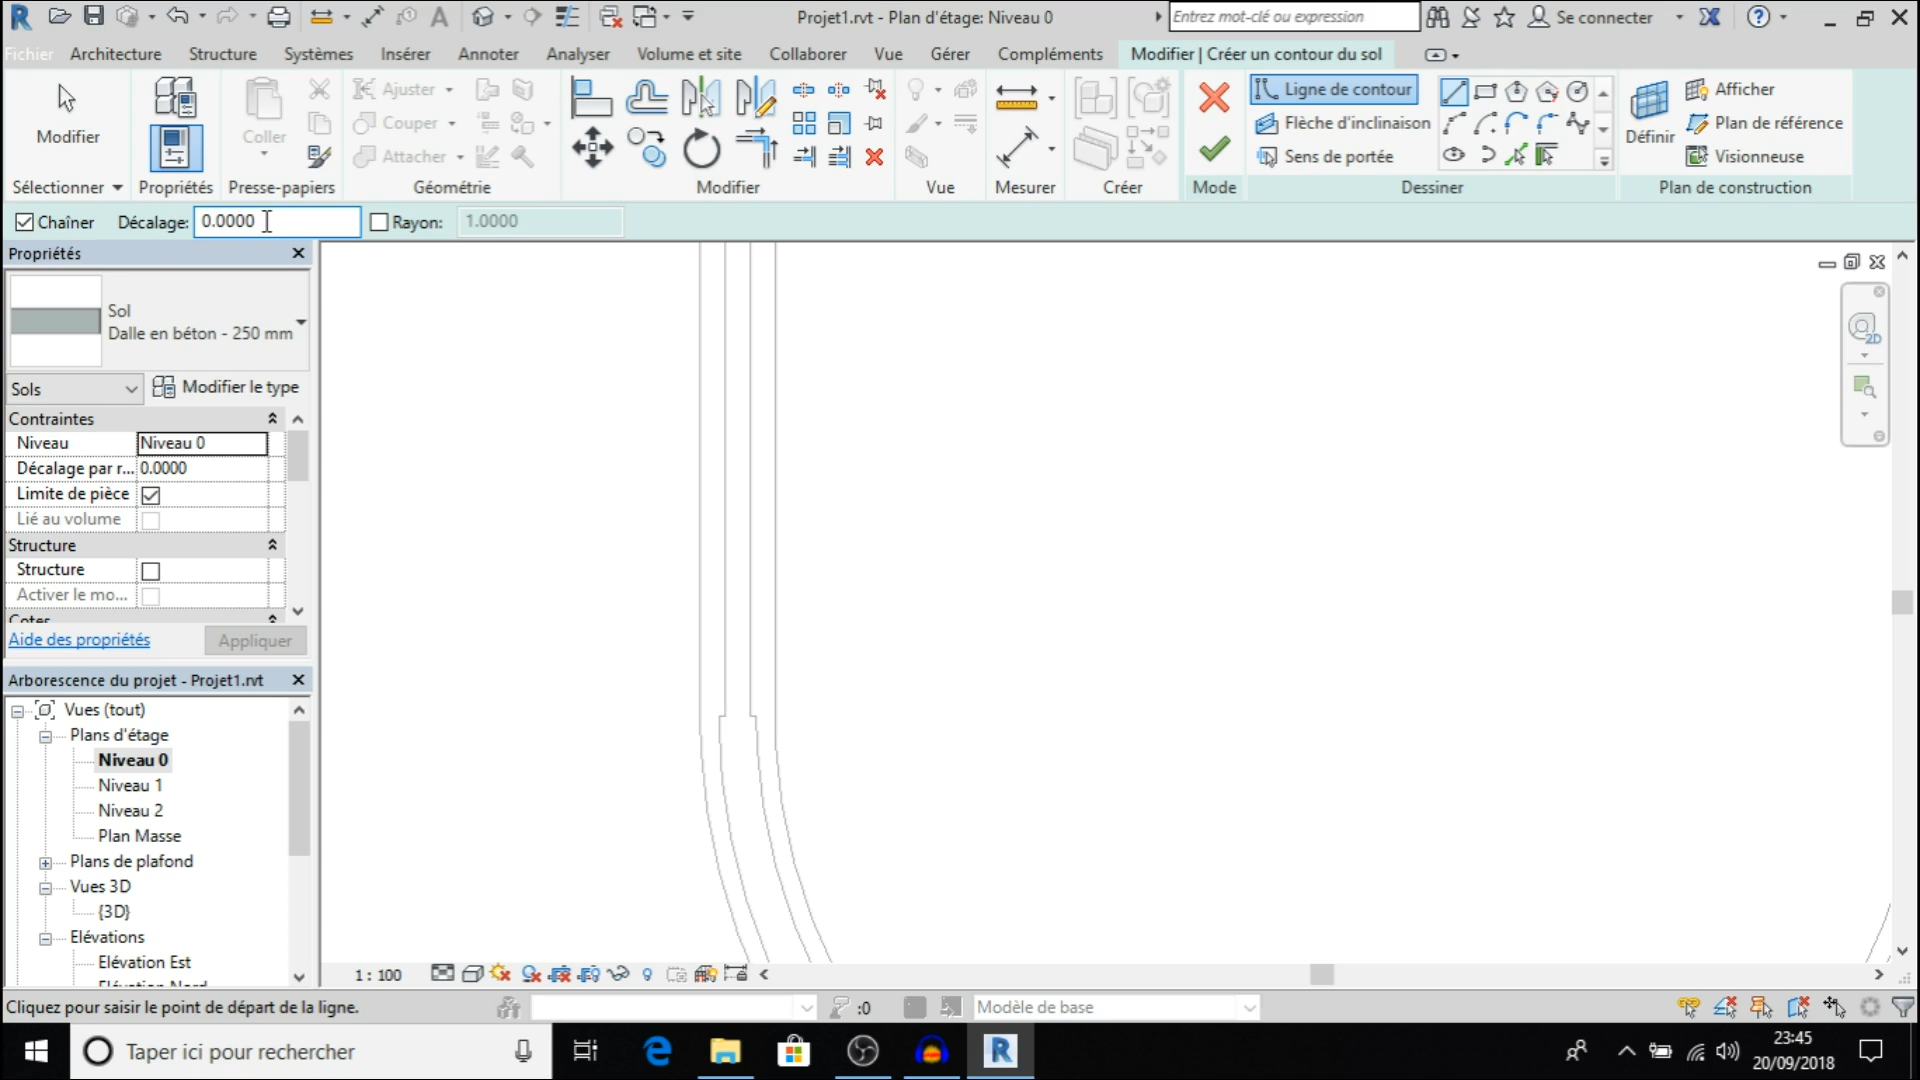 Projet1.rvt - Plan d'étage: Niveau 0
Entrez mot-clé ou expression
Se connecter
Fichier Architecture Structure Systèmes Insérer Annoter Analyser Volume et site Collaborer Vue Gérer Compléments Modifier | Créer un contour du sol
Modifier
Coller
Ajuster
Couper
Attacher
Ligne de contour
Flèche d'inclinaison
Sens de portée
Définir
Afficher
Plan de référence
Visionneuse
Sélectionner Propriétés Presse-papiers Géométrie Modifier Vue Mesurer Créer Mode Dessiner Plan de construction
Chaîner Décalage: 0.0000 Rayon: 1.0000
Propriétés
Sol
Dalle en béton - 250 mm
Sols Modifier le type
Contraintes
Niveau Niveau 0
Décalage par r... 0.0000
Limite de pièce
Lié au volume
Structure
Structure
Activer le mo...
Cotes
Aide des propriétés Appliquer
Arborescence du projet - Projet1.rvt
Vues (tout)
Plans d'étage
Niveau 0
Niveau 1
Niveau 2
Plan Masse
Plans de plafond
Vues 3D
{3D}
Elévations
Elévation Est
Elévation Nord
2D
1 : 100
Cliquez pour saisir le point de départ de la ligne.
:0
Modèle de base
Taper ici pour rechercher
23:45
20/09/2018